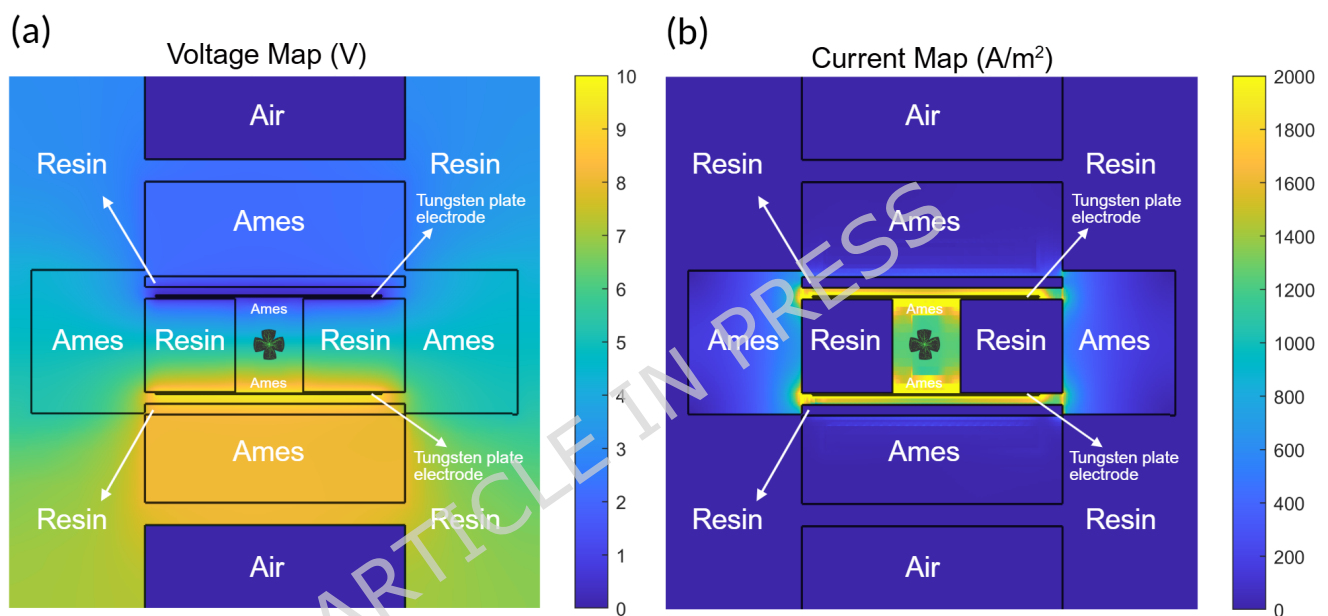 (a)
Voltage Map (V)
Air
Resin
Resin
Tungsten plate
electrode
Ames
Ames
Ames
Resin
Resin
Ames
Ames
Ames
Tungsten plate
electrode
Resin
Resin
Air
10
9
8
7
6
5
4
3
2
1
0
(b)
Current Map (A/m²)
Air
Resin
Resin
Tungsten plate
electrode
Ames
Ames
Ames
Resin
Resin
Ames
Ames
Ames
Tungsten plate
electrode
Resin
Resin
Air
2000
1800
1600
1400
1200
1000
800
600
400
200
0
ARTICLE IN PRESS